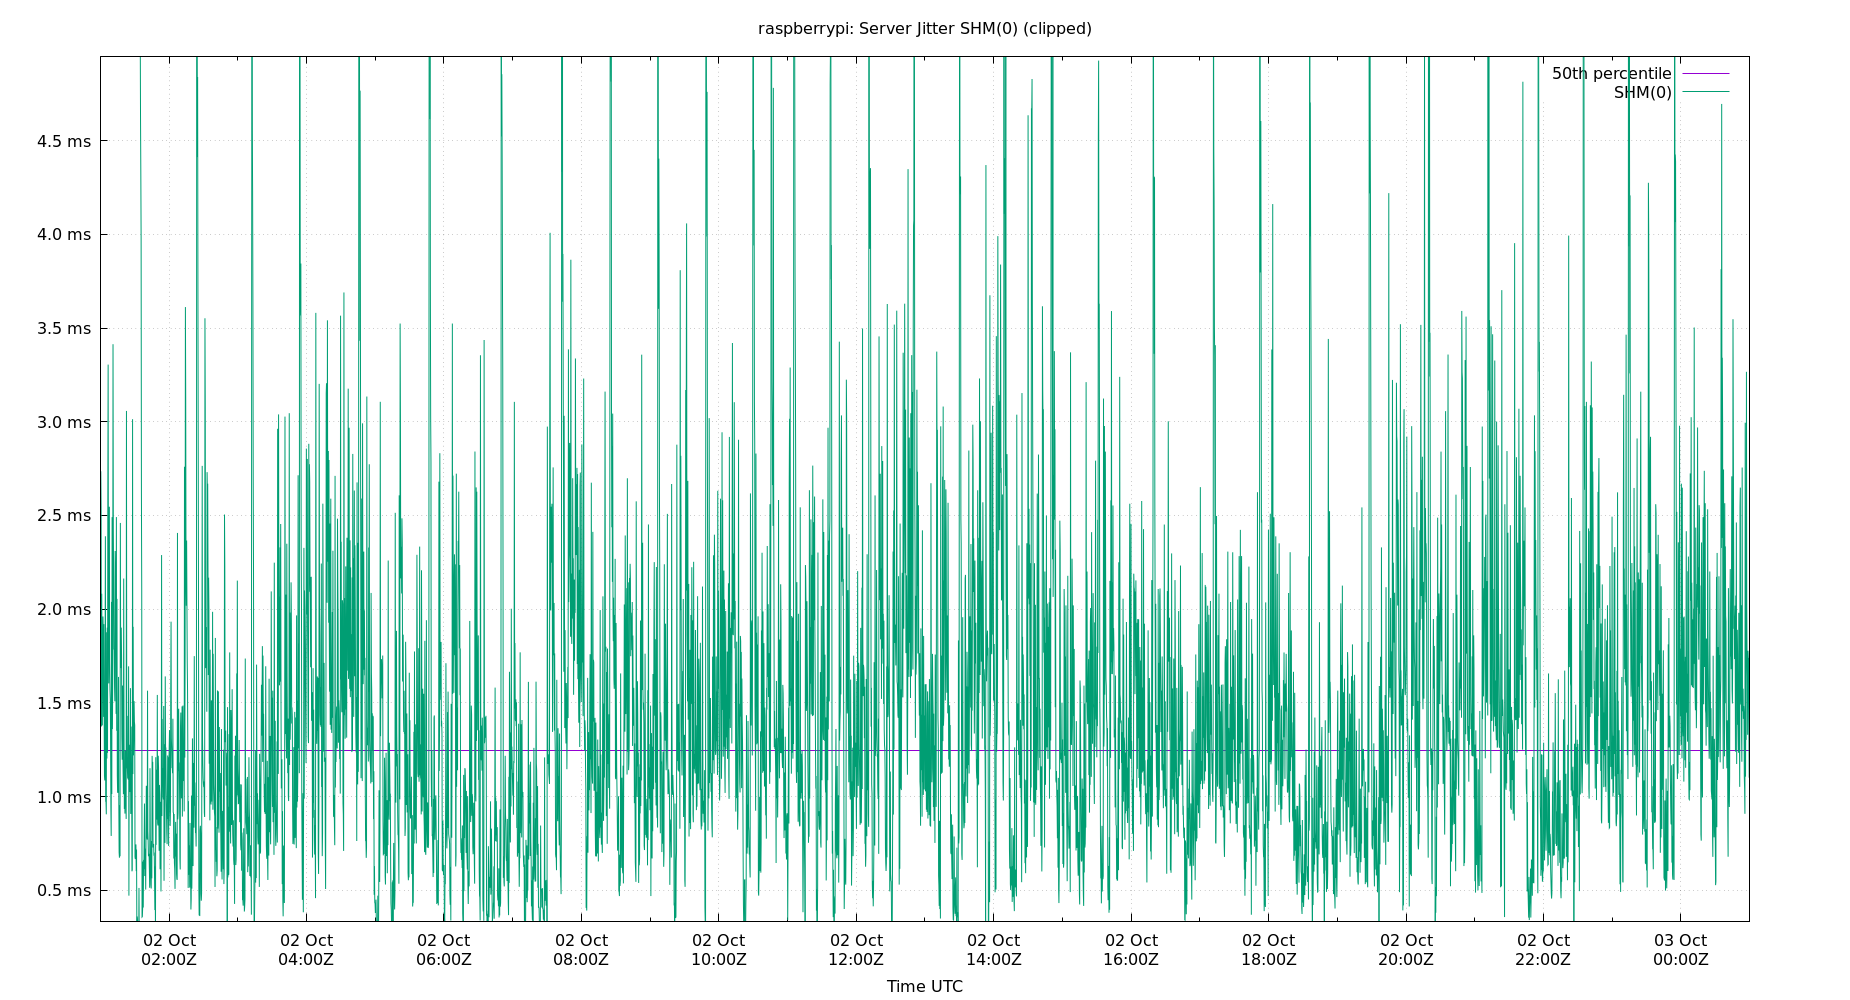 raspberrypi: Server Jitter SHM(0) (clipped)
50th percentile
SHM(0)
4.5 ms
4.0 ms
3.5 ms
3.0 ms
2.5 ms
2.0 ms
1.5 ms
1.0 ms
0.5 ms
02 Oct 02 Oct 02 Oct 02 Oct 02 Oct 02 Oct 02 Oct 02 Oct 02 Oct 02 Oct 02 Oct 03 Oct
02:00Z 04:00Z 06:00Z 08:00Z 10:00Z 12:00Z 14:00Z 16:00Z 18:00Z 20:00Z 22:00Z 00:00Z
Time UTC